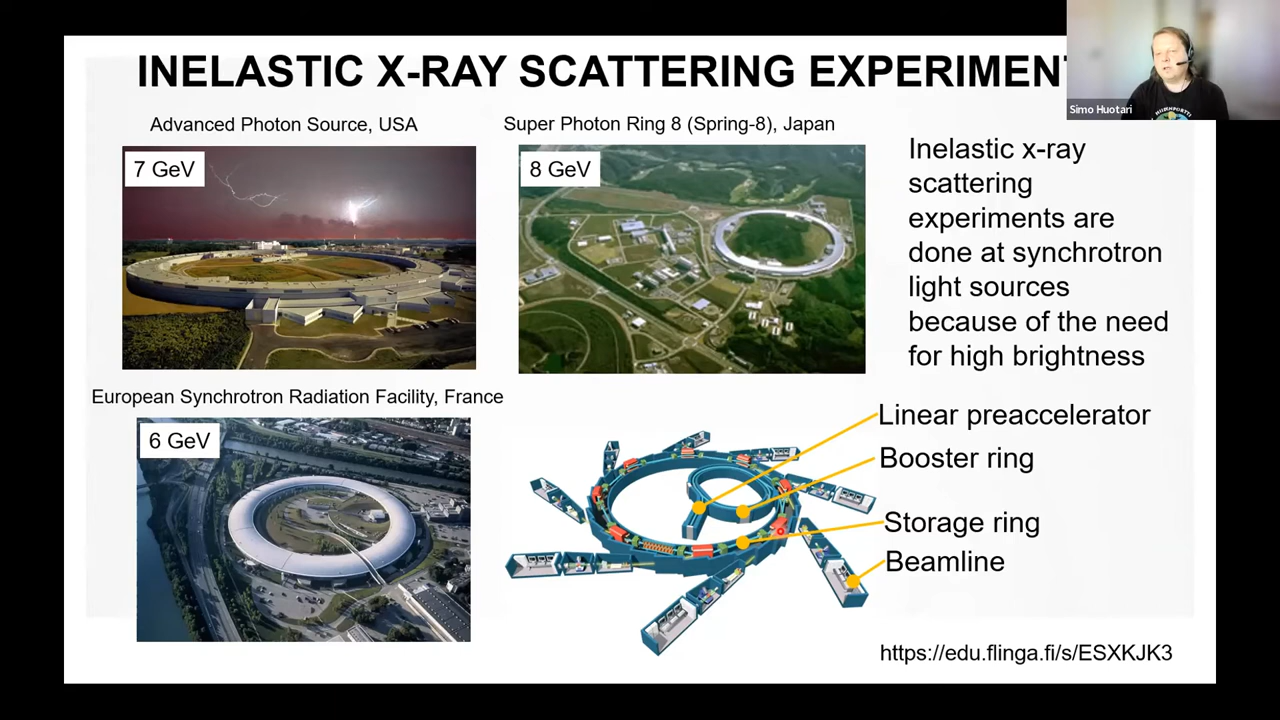 INELASTIC X-RAY SCATTERING EXPERIMENT
Simo Huotari
Advanced Photon Source, USA
Super Photon Ring 8 (Spring-8), Japan
7 GeV
8 GeV
Inelastic x-ray
scattering
experiments are
done at synchrotron
light sources
because of the need
for high brightness
European Synchrotron Radiation Facility, France
6 GeV
Linear preaccelerator
Booster ring
Storage ring
Beamline
https://edu.flinga.fi/s/ESXKJK3